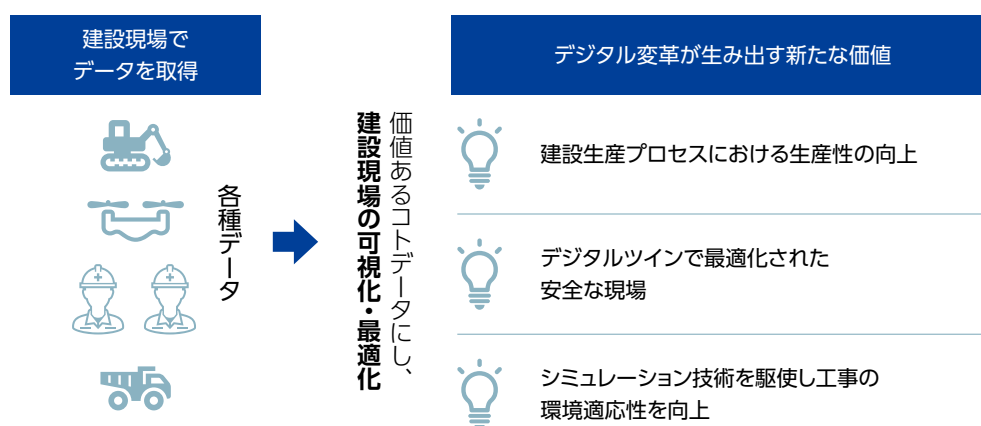 建設現場で
データを取得
各種データ
価値あるコトデータにし、
建設現場の可視化・最適化
デジタル変革が生み出す新たな価値
建設生産プロセスにおける生産性の向上
デジタルツインで最適化された
安全な現場
シミュレーション技術を駆使し工事の
環境適応性を向上